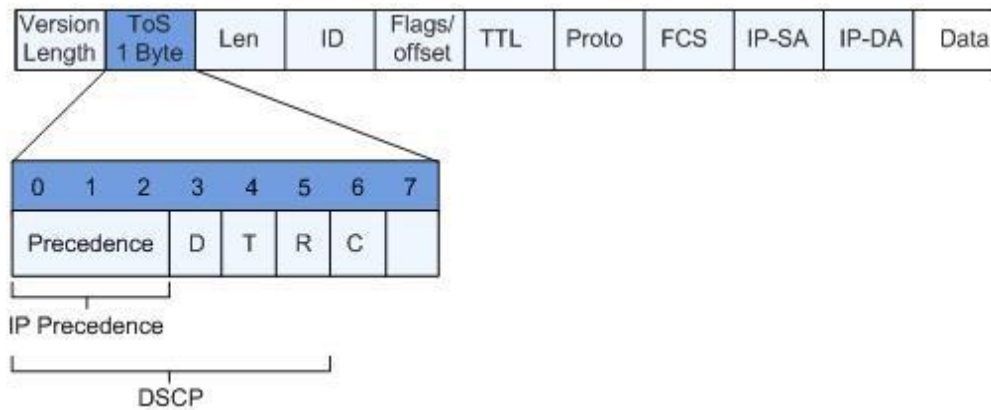 Version Length
ToS 1 Byte
Len
ID
Flags/ offset
TTL
Proto
FCS
IP-SA
IP-DA
Data
0 1 2 3 4 5 6 7
Precedence D T R C
IP Precedence
DSCP